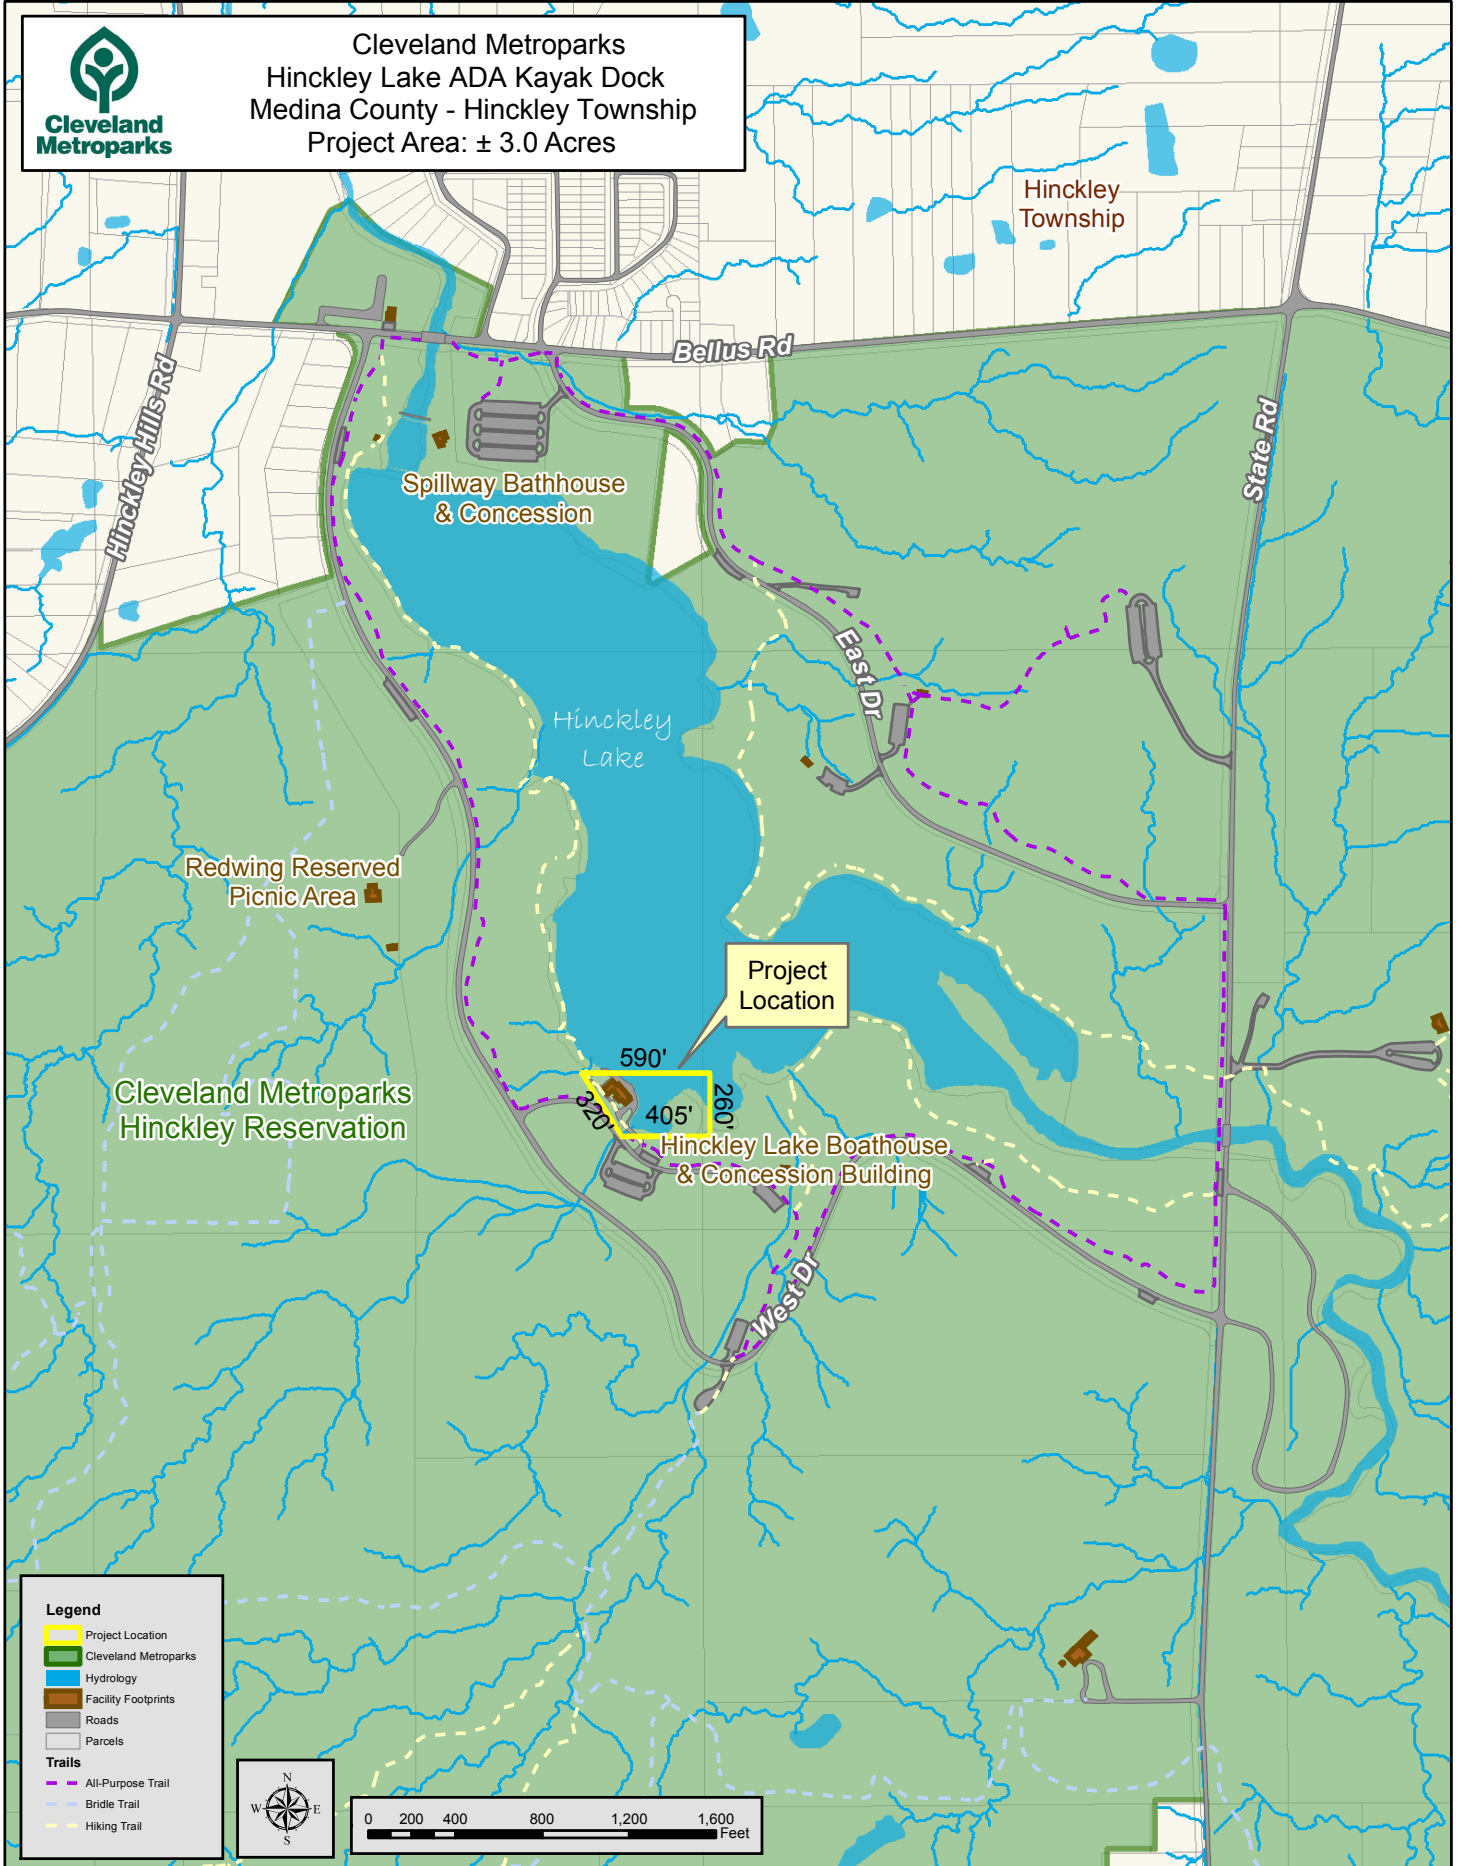 Cleveland
Metroparks
Cleveland Metroparks
Hinckley Lake ADA Kayak Dock
Medina County - Hinckley Township
Project Area: ± 3.0 Acres
Hinckley
Township
Bellus Rd
Hinckley Hills Rd
State Rd
Spillway Bathhouse
& Concession
East Dr
Hinckley
Lake
Redwing Reserved
Picnic Area
Project
Location
590'
260'
320'
405'
Cleveland Metroparks
Hinckley Reservation
Hinckley Lake Boathouse
& Concession Building
West Dr
Legend
Project Location
Cleveland Metroparks
Hydrology
Facility Footprints
Roads
Parcels
Trails
All-Purpose Trail
Bridle Trail
Hiking Trail
N
W E
S
0 200 400 800 1,200 1,600
Feet